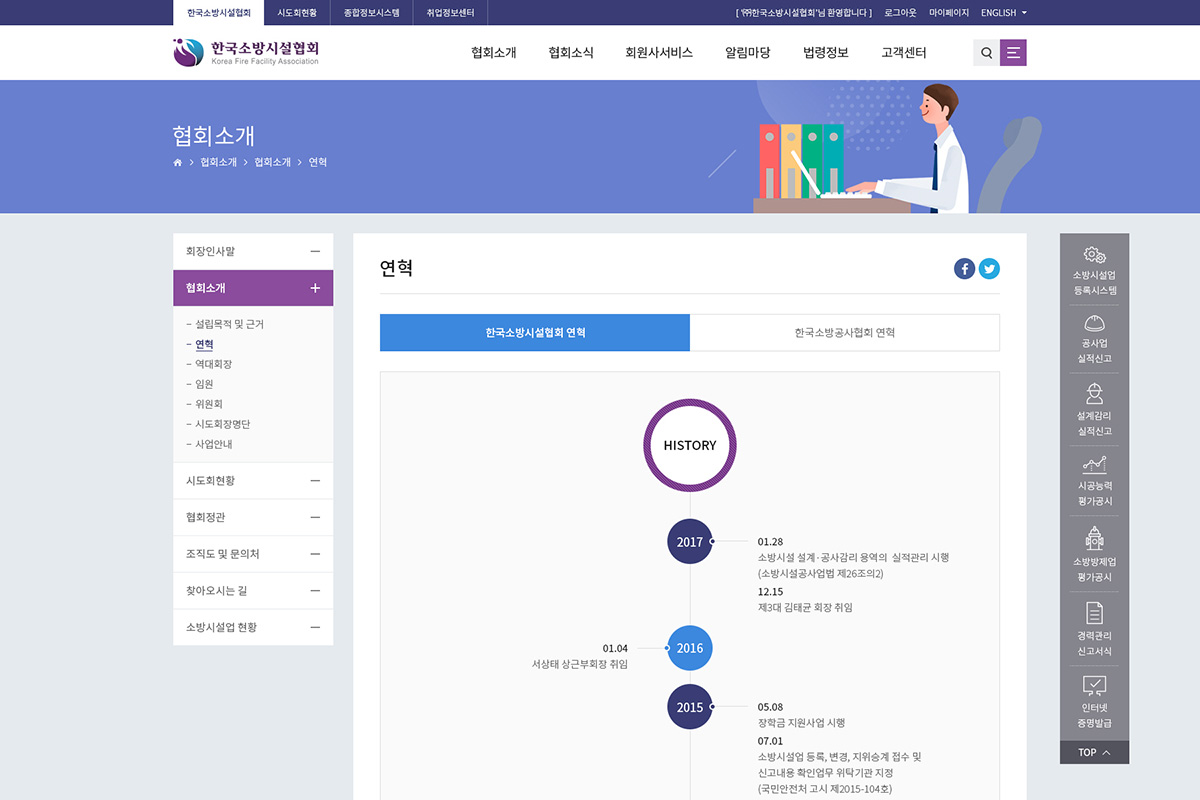 한국소방시설협회 시도회현황 종합정보시스템 취업정보센터
[ '㈜한국소방시설협회'님 환영합니다 ] 로그아웃 마이페이지 ENGLISH
한국소방시설협회
Korea Fire Facility Association
협회소개 협회소식 회원사서비스 알림마당 법령정보 고객센터
협회소개
협회소개 > 협회소개 > 연혁
회장인사말
협회소개
- 설립목적 및 근거
- 연혁
- 역대회장
- 임원
- 위원회
- 시도회장명단
- 사업안내
시도회현황
협회정관
조직도 및 문의처
찾아오시는 길
소방시설업 현황
연혁
한국소방시설협회 연혁
한국소방공사협회 연혁
HISTORY
2017
01.28
소방시설 설계·공사감리 용역의 실적관리 시행
(소방시설공사업법 제26조의2)
12.15
제3대 김태균 회장 취임
2016
01.04
서상태 상근부회장 취임
2015
05.08
장학금 지원사업 시행
07.01
소방시설업 등록, 변경, 지위승계 접수 및
신고내용 확인업무 위탁기관 지정
(국민안전처 고시 제2015-104호)
소방시설업
등록시스템
공사업
실적신고
설계감리
실적신고
시공능력
평가공시
소방방제업
평가공시
경력관리
신고서식
인터넷
증명발급
TOP